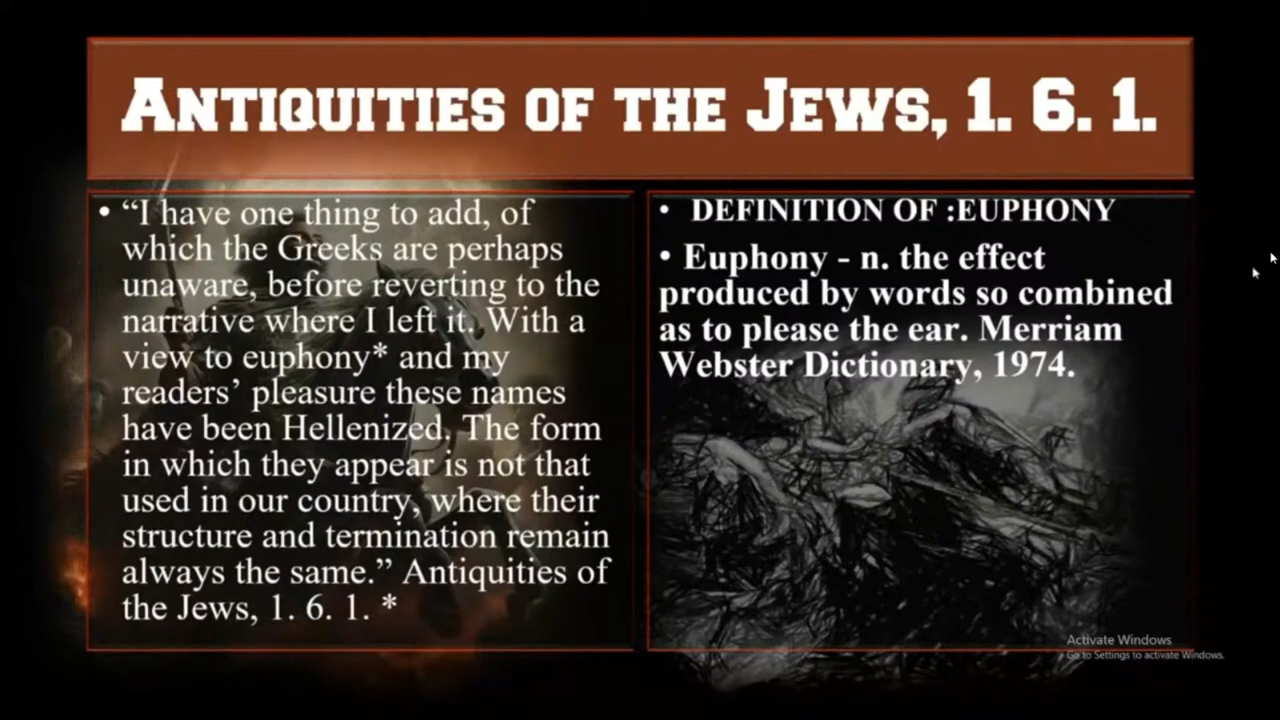 ANTIQUITIES OF THE JEWS, 1. 6. 1.
• “I have one thing to add, of
which the Greeks are perhaps
unaware, before reverting to the
narrative where I left it. With a
view to euphony* and my
readers’ pleasure these names
have been Hellenized. The form
in which they appear is not that
used in our country, where their
structure and termination remain
always the same.” Antiquities of
the Jews, 1. 6. 1. *
• DEFINITION OF :EUPHONY
• Euphony - n. the effect
produced by words so combined
as to please the ear. Merriam
Webster Dictionary, 1974.
Activate Windows
Go to Settings to activate Windows.